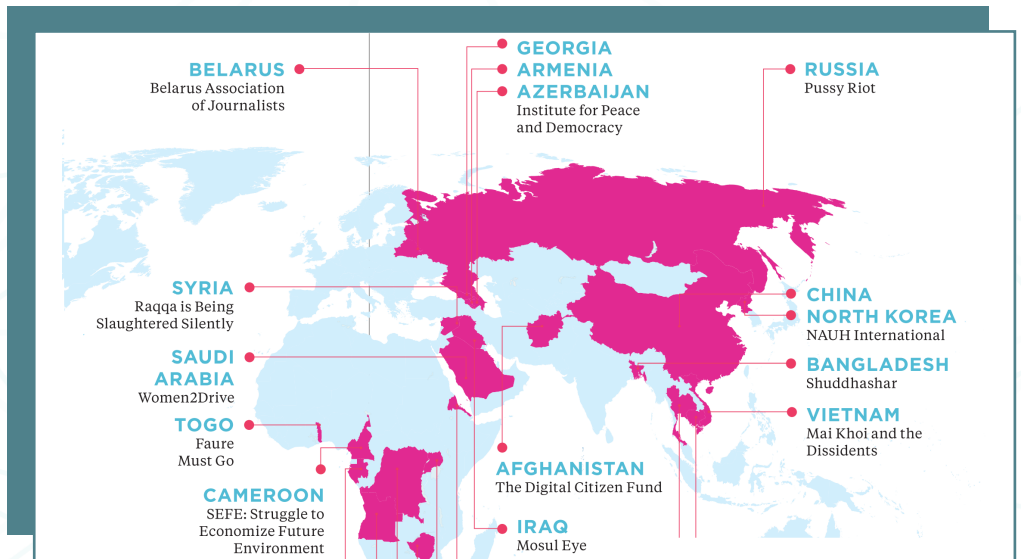 GEORGIA
ARMENIA
AZERBAIJAN
Institute for Peace
and Democracy
BELARUS
Belarus Association
of Journalists
RUSSIA
Pussy Riot
SYRIA
Raqqa is Being
Slaughtered Silently
CHINA
NORTH KOREA
NAUH International
SAUDI
ARABIA
Women2Drive
BANGLADESH
Shuddhashar
TOGO
Faure
Must Go
VIETNAM
Mai Khoi and the
Dissidents
AFGHANISTAN
The Digital Citizen Fund
CAMEROON
SEFE: Struggle to
Economize Future
Environment
IRAQ
Mosul Eye